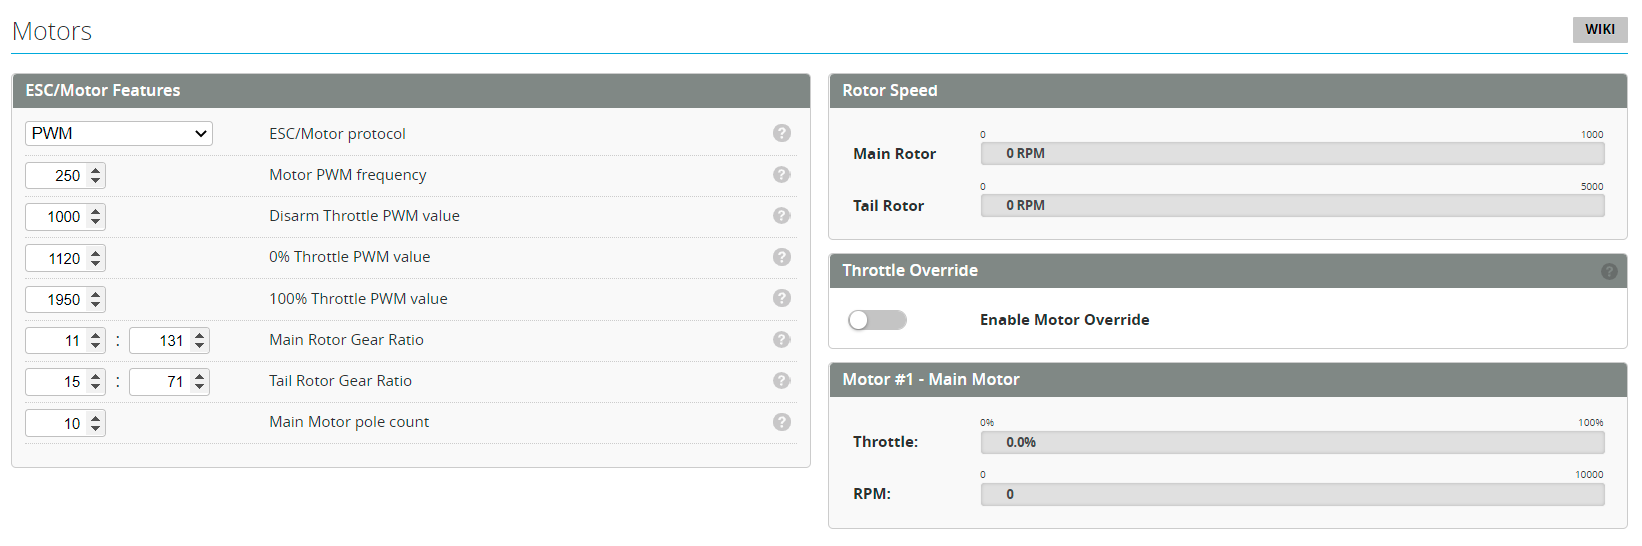 Motors
WIKI
ESC/Motor Features
PWM ESC/Motor protocol ?
250 Motor PWM frequency ?
1000 Disarm Throttle PWM value ?
1120 0% Throttle PWM value ?
1950 100% Throttle PWM value ?
11 : 131 Main Rotor Gear Ratio ?
15 : 71 Tail Rotor Gear Ratio ?
10 Main Motor pole count ?
Rotor Speed
0 1000
Main Rotor 0 RPM
0 5000
Tail Rotor 0 RPM
Throttle Override ?
Enable Motor Override
Motor #1 - Main Motor
0% 100%
Throttle: 0.0%
0 10000
RPM: 0